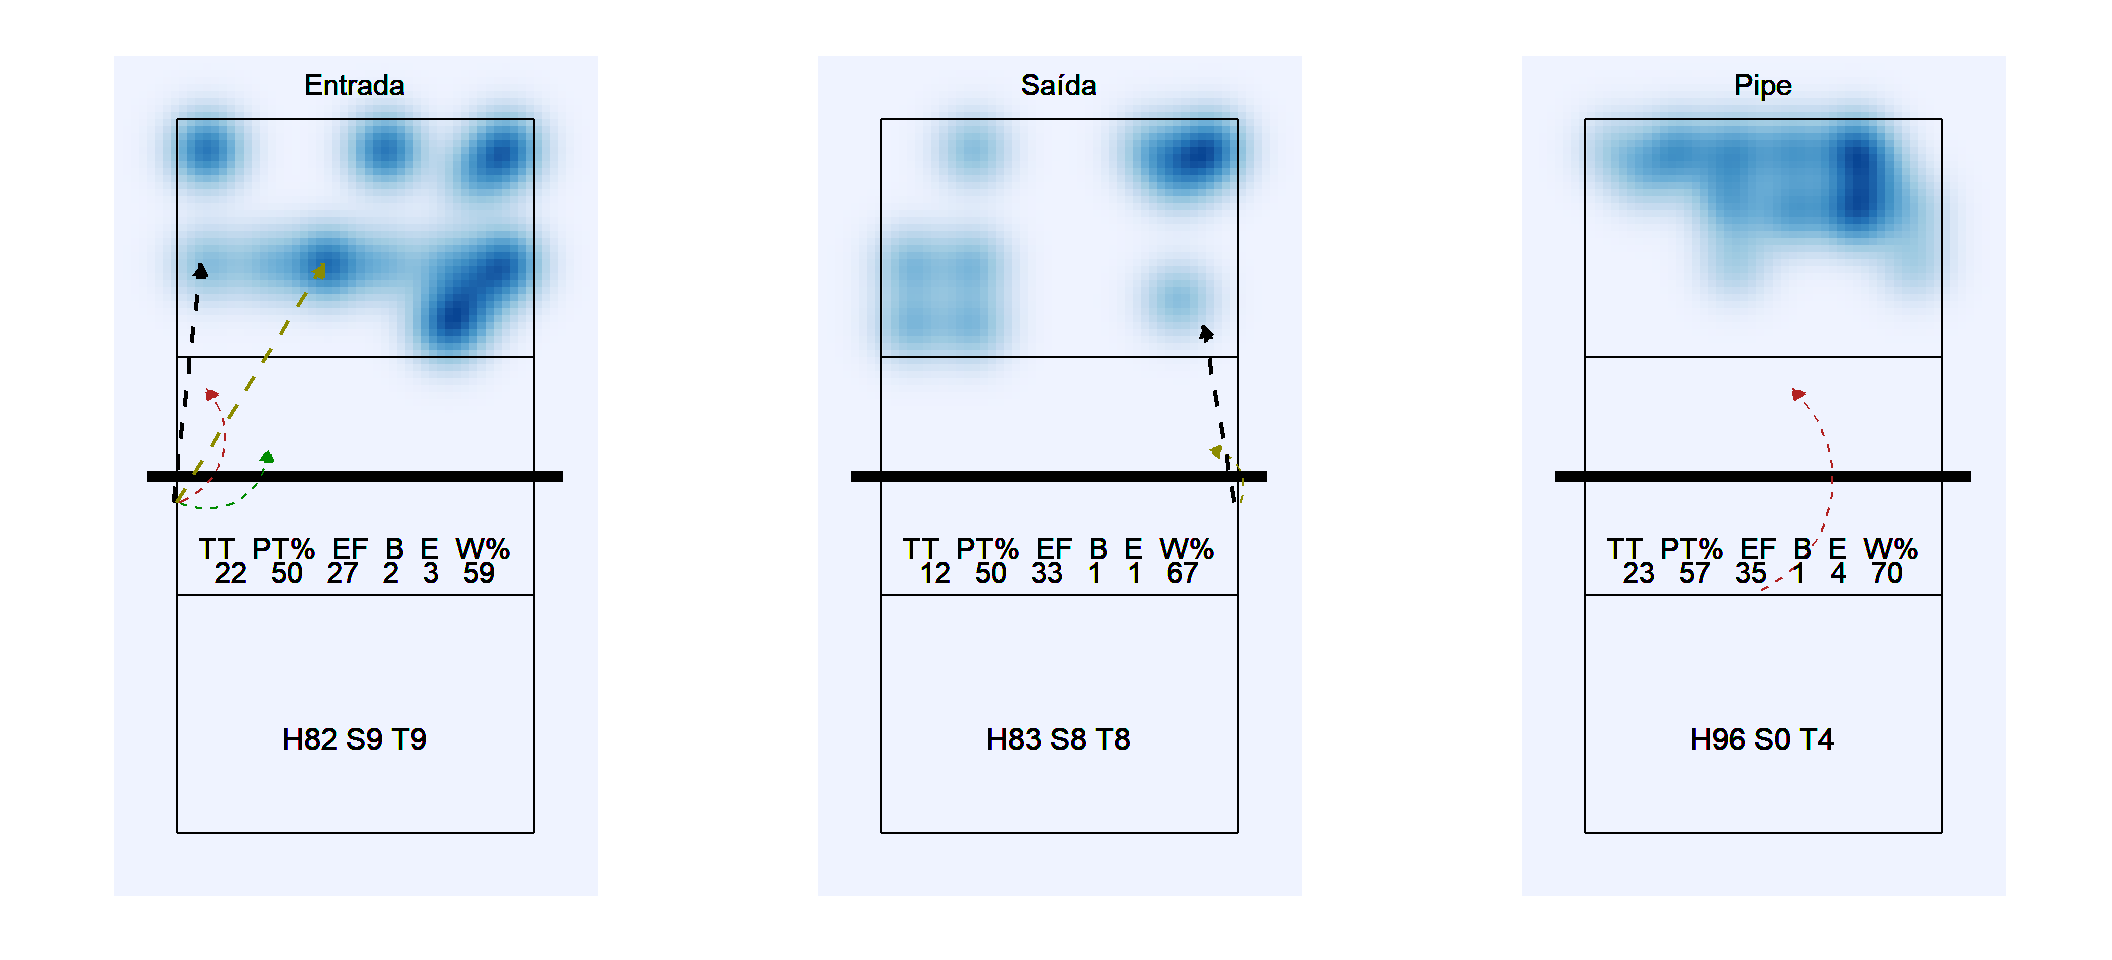 Entrada
TT PT% EF B E W%
22 50 27 2 3 59
H82 S9 T9
Saída
TT PT% EF B E W%
12 50 33 1 1 67
H83 S8 T8
Pipe
TT PT% EF B E W%
23 57 35 1 4 70
H96 S0 T4